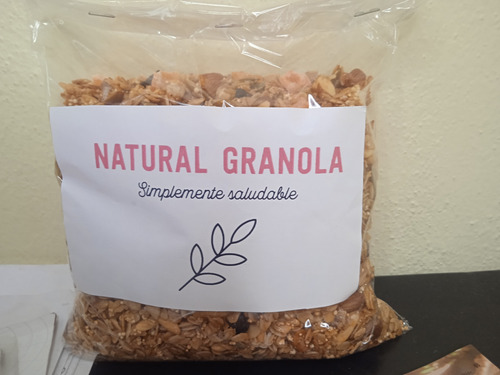 NATURAL GRANOLA
Simplemente saludable